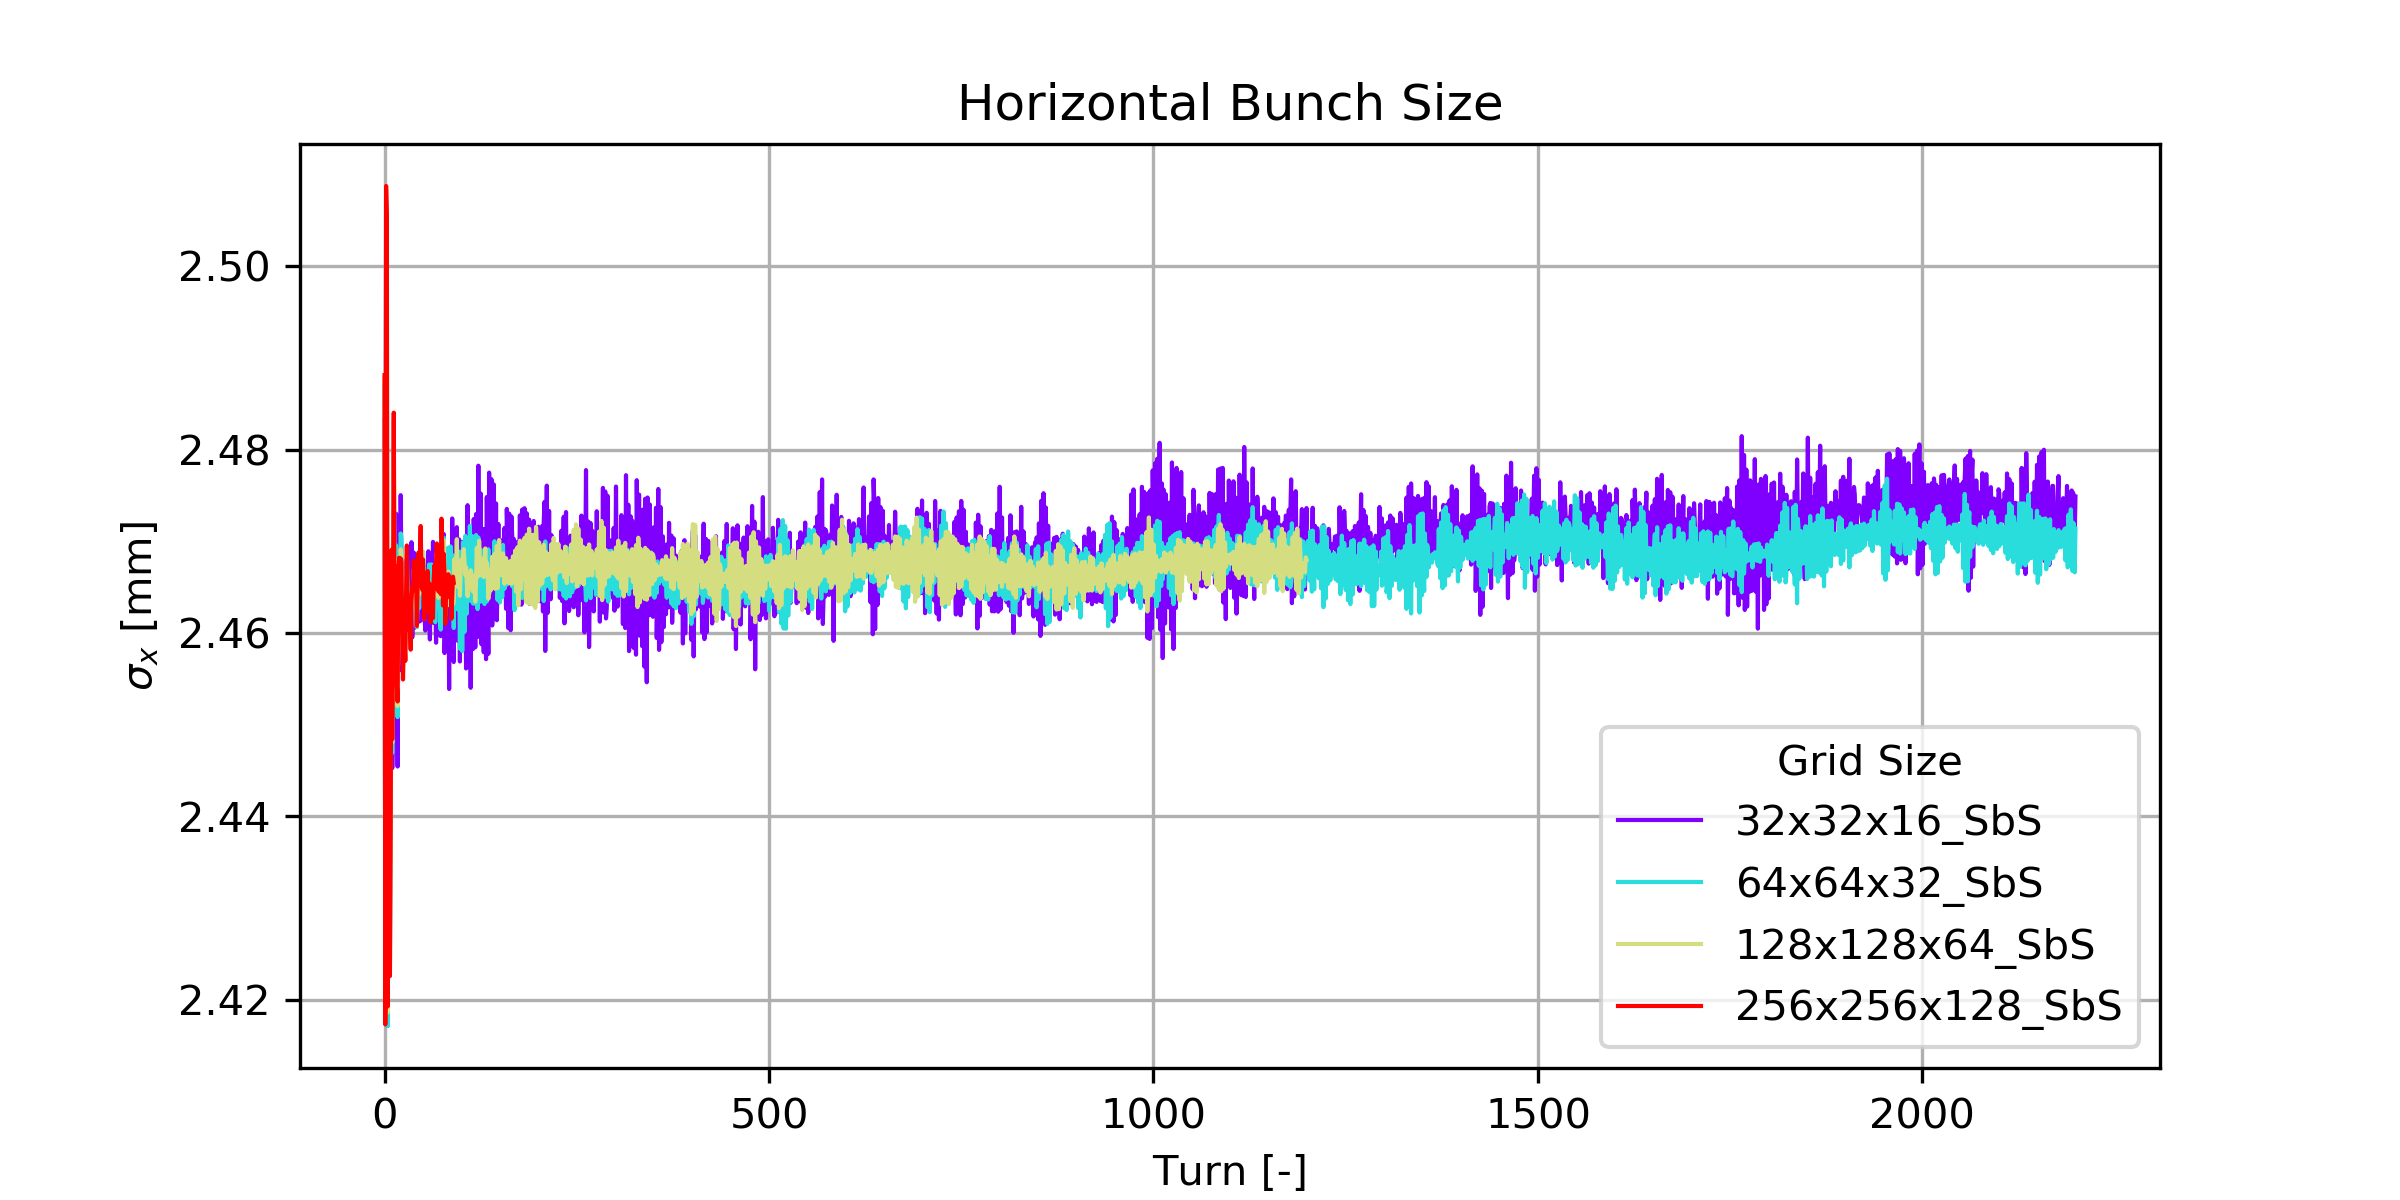 Horizontal Bunch Size
σx [mm]
2.50
2.48
2.46
2.44
2.42
0 500 1000 1500 2000
Turn [-]
Grid Size
32x32x16_SbS
64x64x32_SbS
128x128x64_SbS
256x256x128_SbS